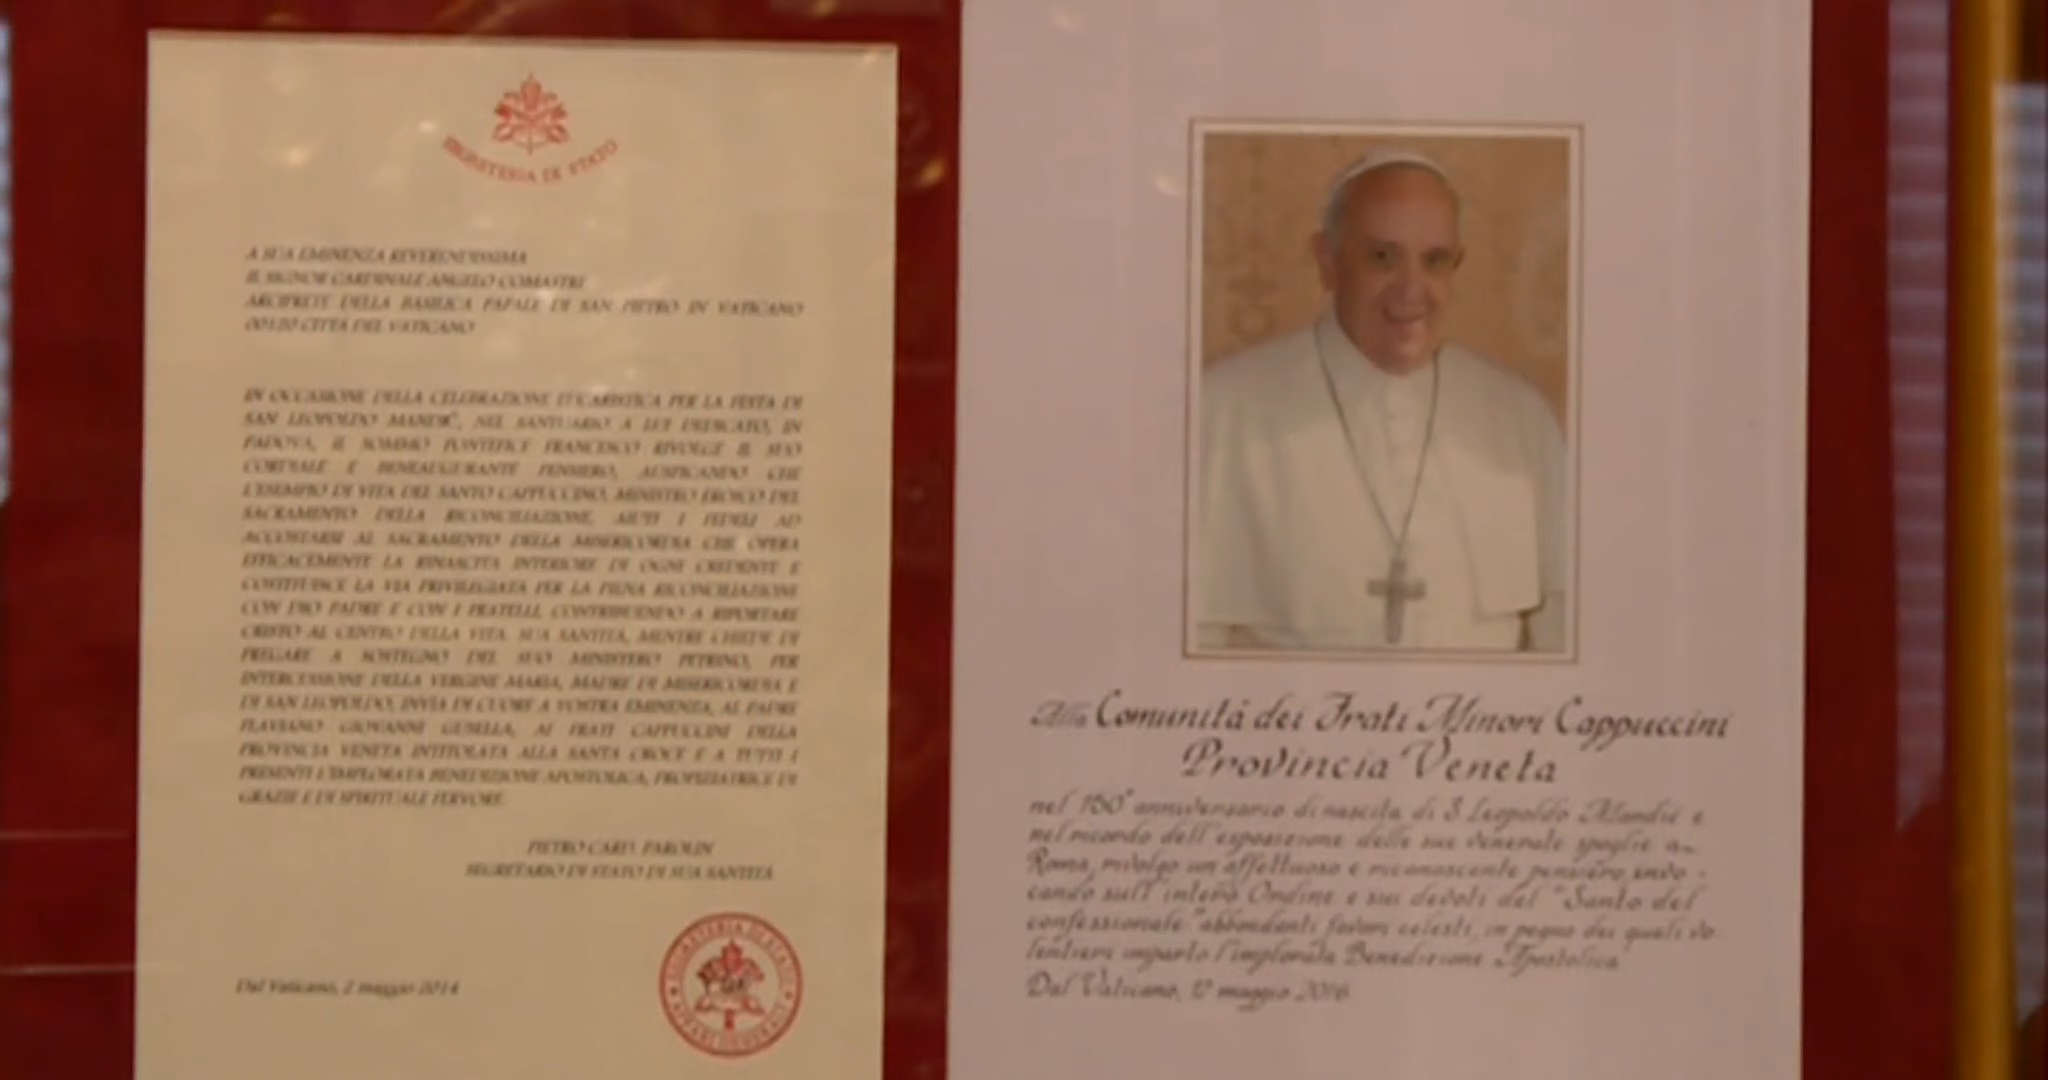 SEGRETERIA DI STATO
A SUA EMINENZA REVERENDISSIMA
IL SIGNOR CARDINALE ANGELO COMASTRI
ARCIPRETE DELLA BASILICA PAPALE DI SAN PIETRO IN VATICANO
00120 CITTÀ DEL VATICANO
IN OCCASIONE DELLA CELEBRAZIONE EUCARISTICA PER LA FESTA DI
SAN LEOPOLDO MANDIĆ, NEL SANTUARIO A LUI DEDICATO, IN
PADOVA, IL SOMMO PONTEFICE FRANCESCO RIVOLGE IL SUO
CORDIALE E BENEAUGURANTE PENSIERO, AUSPICANDO CHE
L'ESEMPIO DI VITA DEL SANTO CAPPUCCINO, MINISTRO EROICO DEL
SACRAMENTO DELLA RICONCILIAZIONE, AIUTI I FEDELI AD
ACCOSTARSI AL SACRAMENTO DELLA MISERICORDIA CHE OPERA
EFFICACEMENTE LA RINASCITA INTERIORE DI OGNI CREDENTE E
COSTITUISCE LA VIA PRIVILEGIATA PER LA PIENA RICONCILIAZIONE
CON DIO PADRE E CON I FRATELLI, CONTRIBUENDO A RIPORTARE
CRISTO AL CENTRO DELLA VITA. SUA SANTITÀ, MENTRE CHIEDE DI
PREGARE A SOSTEGNO DEL SUO MINISTERO PETRINO, PER
INTERCESSIONE DELLA VERGINE MARIA, MADRE DI MISERICORDIA E
DI SAN LEOPOLDO, INVIA DI CUORE A VOSTRA EMINENZA, AL PADRE
FLAVIANO GIOVANNI GUSELLA, AI FRATI CAPPUCCINI DELLA
PROVINCIA VENETA INTITOLATA ALLA SANTA CROCE E A TUTTI I
PRESENTI L'IMPLORATA BENEDIZIONE APOSTOLICA, PROPIZIATRICE DI
GRAZIE E DI SPIRITUALE FERVORE.
PIETRO CARD. PAROLIN
SEGRETARIO DI STATO DI SUA SANTITÀ
Dal Vaticano, 2 maggio 2014
SEGRETERIA DI STATO
AFFARI GENERALI
Alla Comunità dei Frati Minori Cappuccini
Provincia Veneta
nel 150° anniversario di nascita di S. Leopoldo Mandić e
nel ricordo dell'esposizione delle sue venerate spoglie a
Roma, rivolgo un affettuoso e riconoscente pensiero, invo -
cando sull'intero Ordine e sui devoti del "Santo del
confessionale" abbondanti favori celesti, in pegno dei quali vo
lentieri imparto l'implorata Benedizione Apostolica
Dal Vaticano, 12 maggio 2016